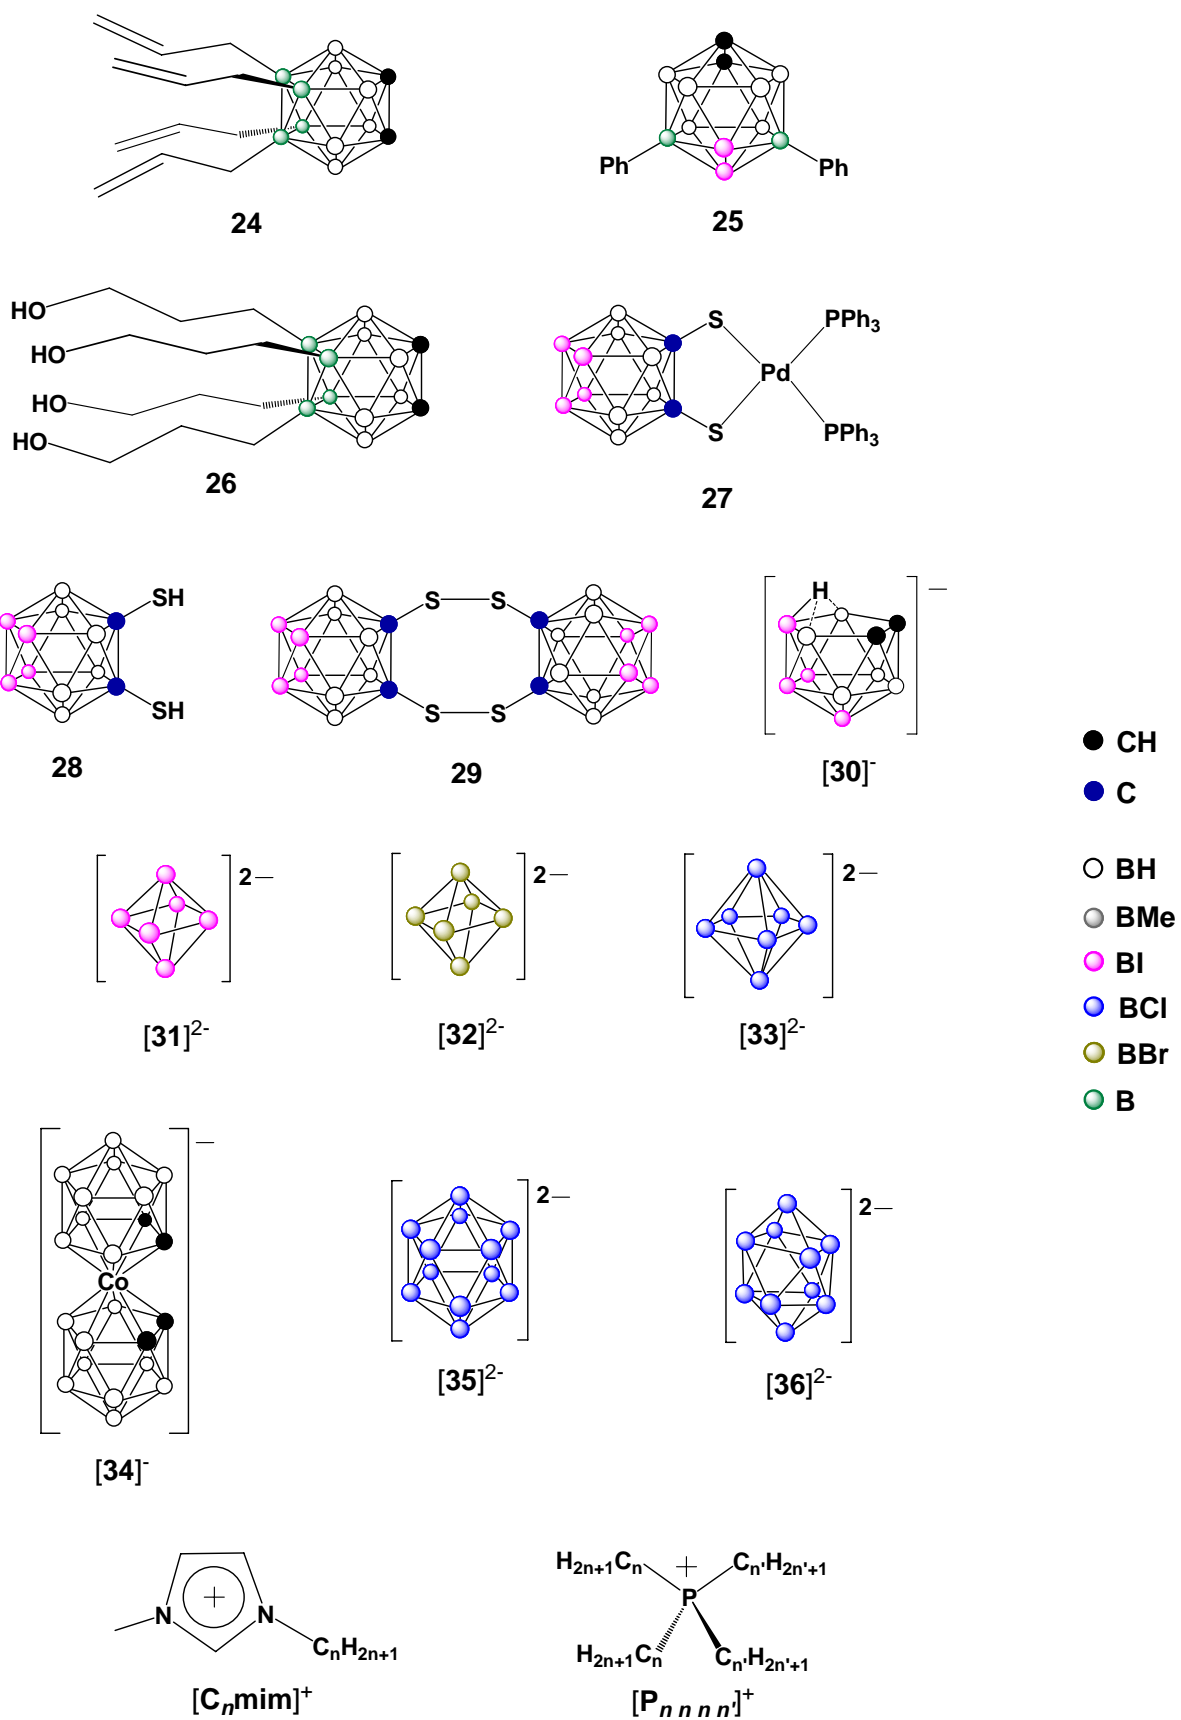 24
Ph
Ph
25
HO
HO
HO
HO
26
S
S
Pd
PPh3
PPh3
27
SH
SH
28
S S
S S
29
H
—
[30]-
CH
C
BH
BMe
BI
BCl
BBr
B
2—
[31]2-
2—
[32]2-
2—
[33]2-
Co
—
[34]-
2—
[35]2-
2—
[36]2-
N
+
N
CnH2n+1
[Cnmim]+
H2n+1Cn
+
Cn'H2n'+1
P
H2n+1Cn
Cn'H2n'+1
[Pn n n n']+